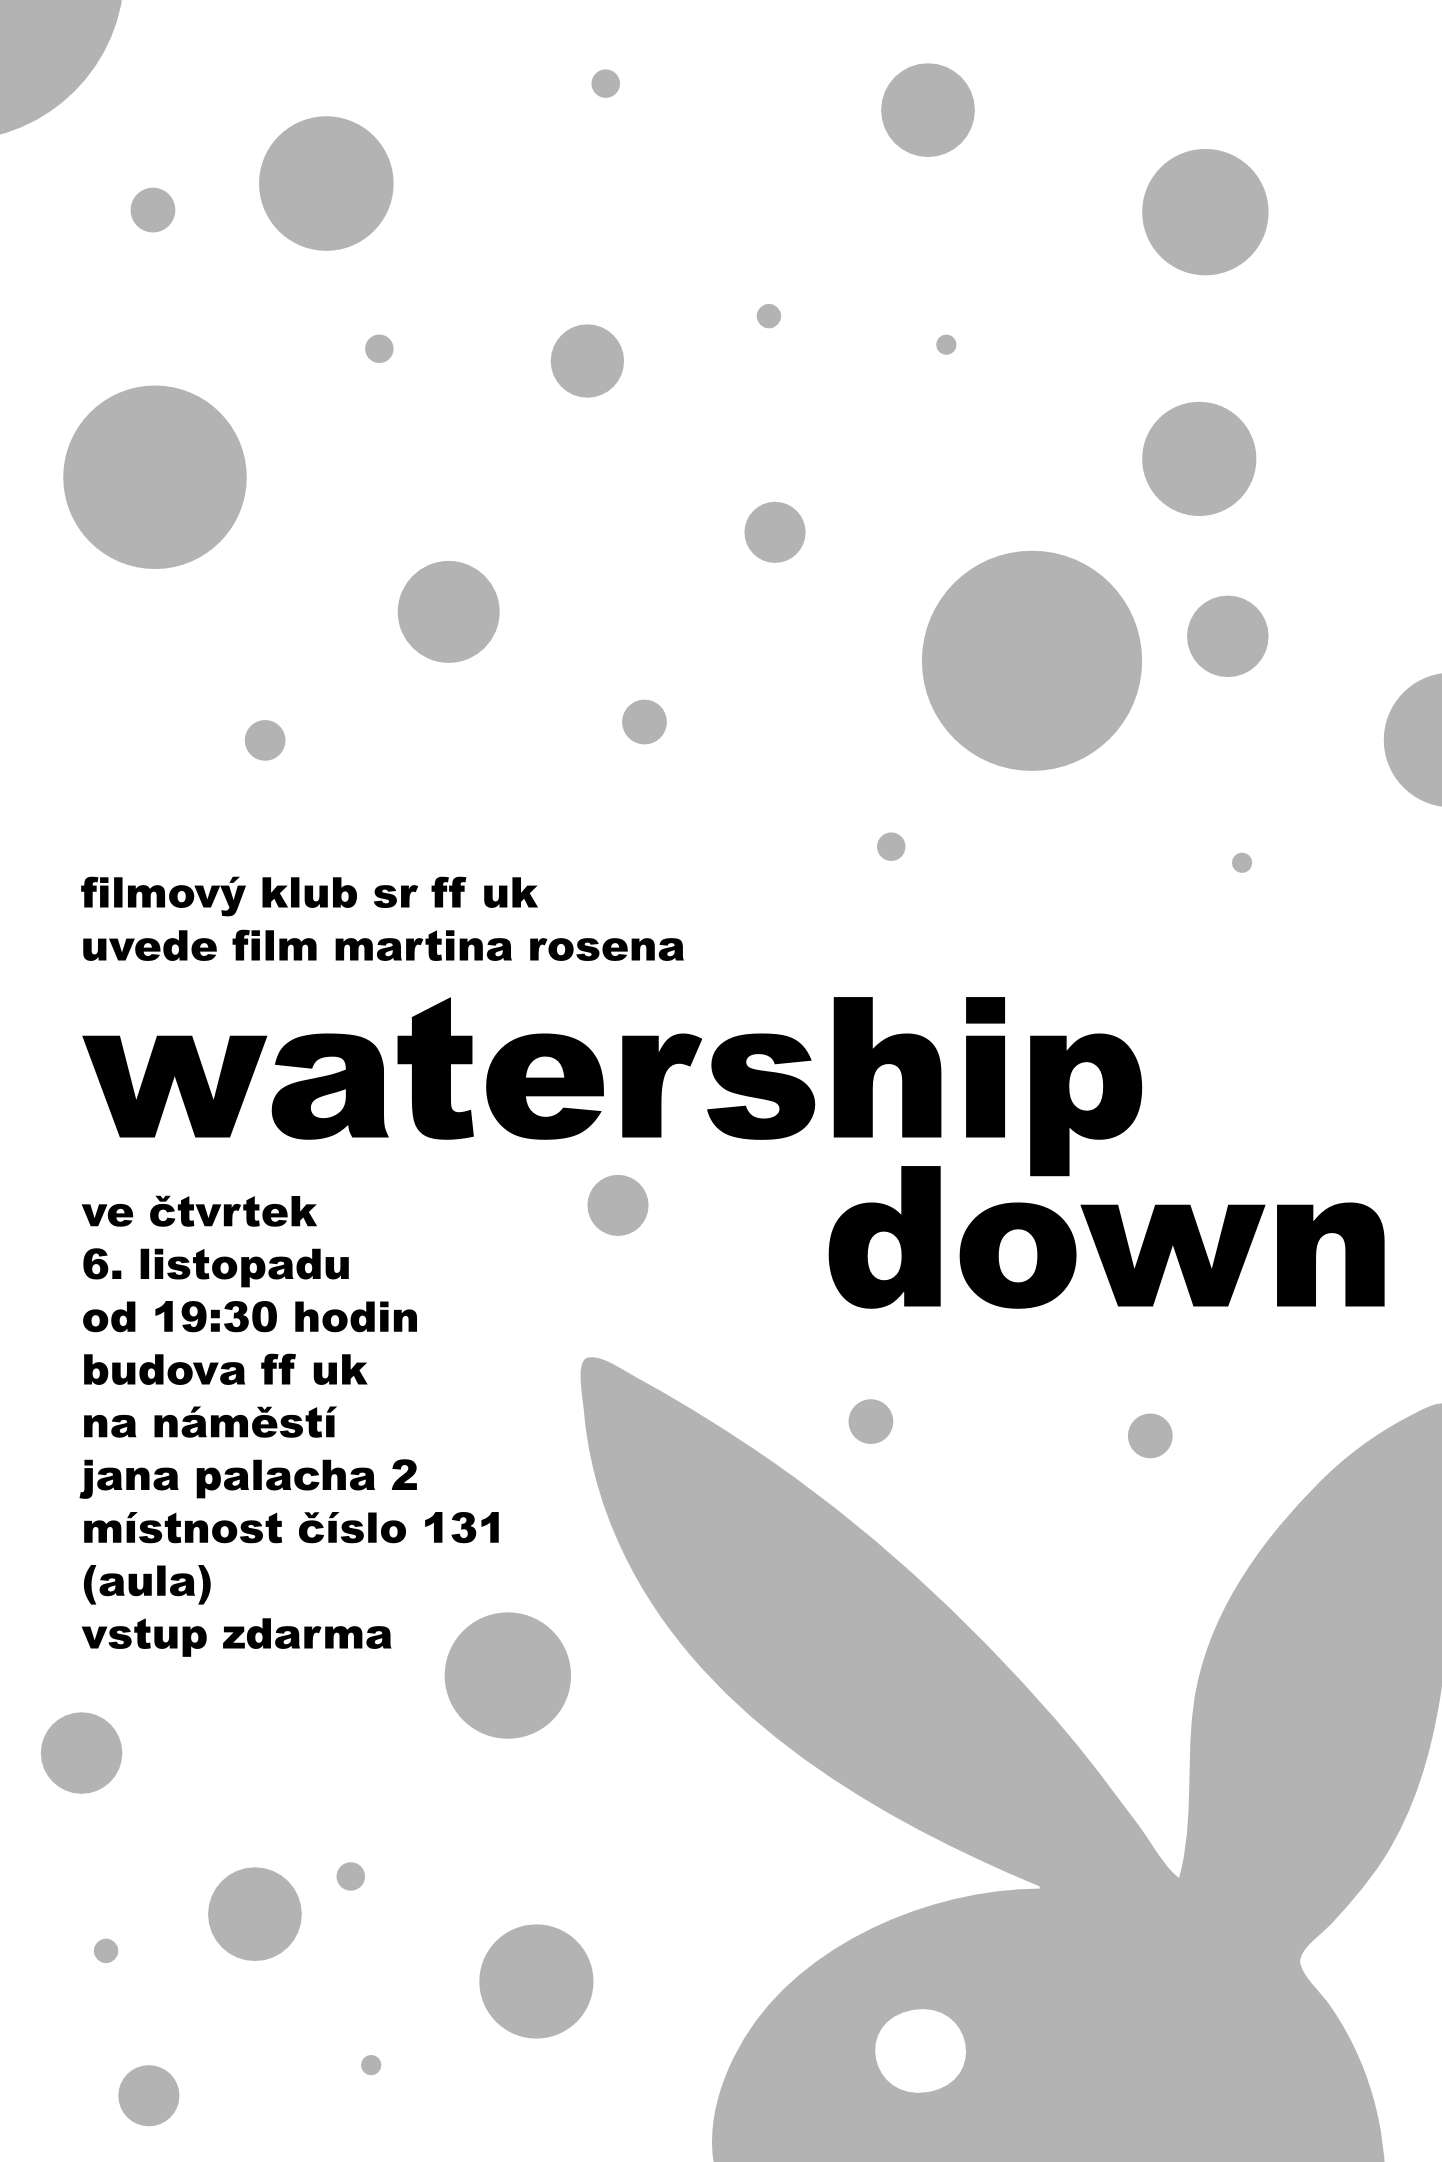 filmový klub sr ff uk
uvede film martina rosena
watership
down
ve čtvrtek
6. listopadu
od 19:30 hodin
budova ff uk
na náměstí
jana palacha 2
místnost číslo 131
(aula)
vstup zdarma